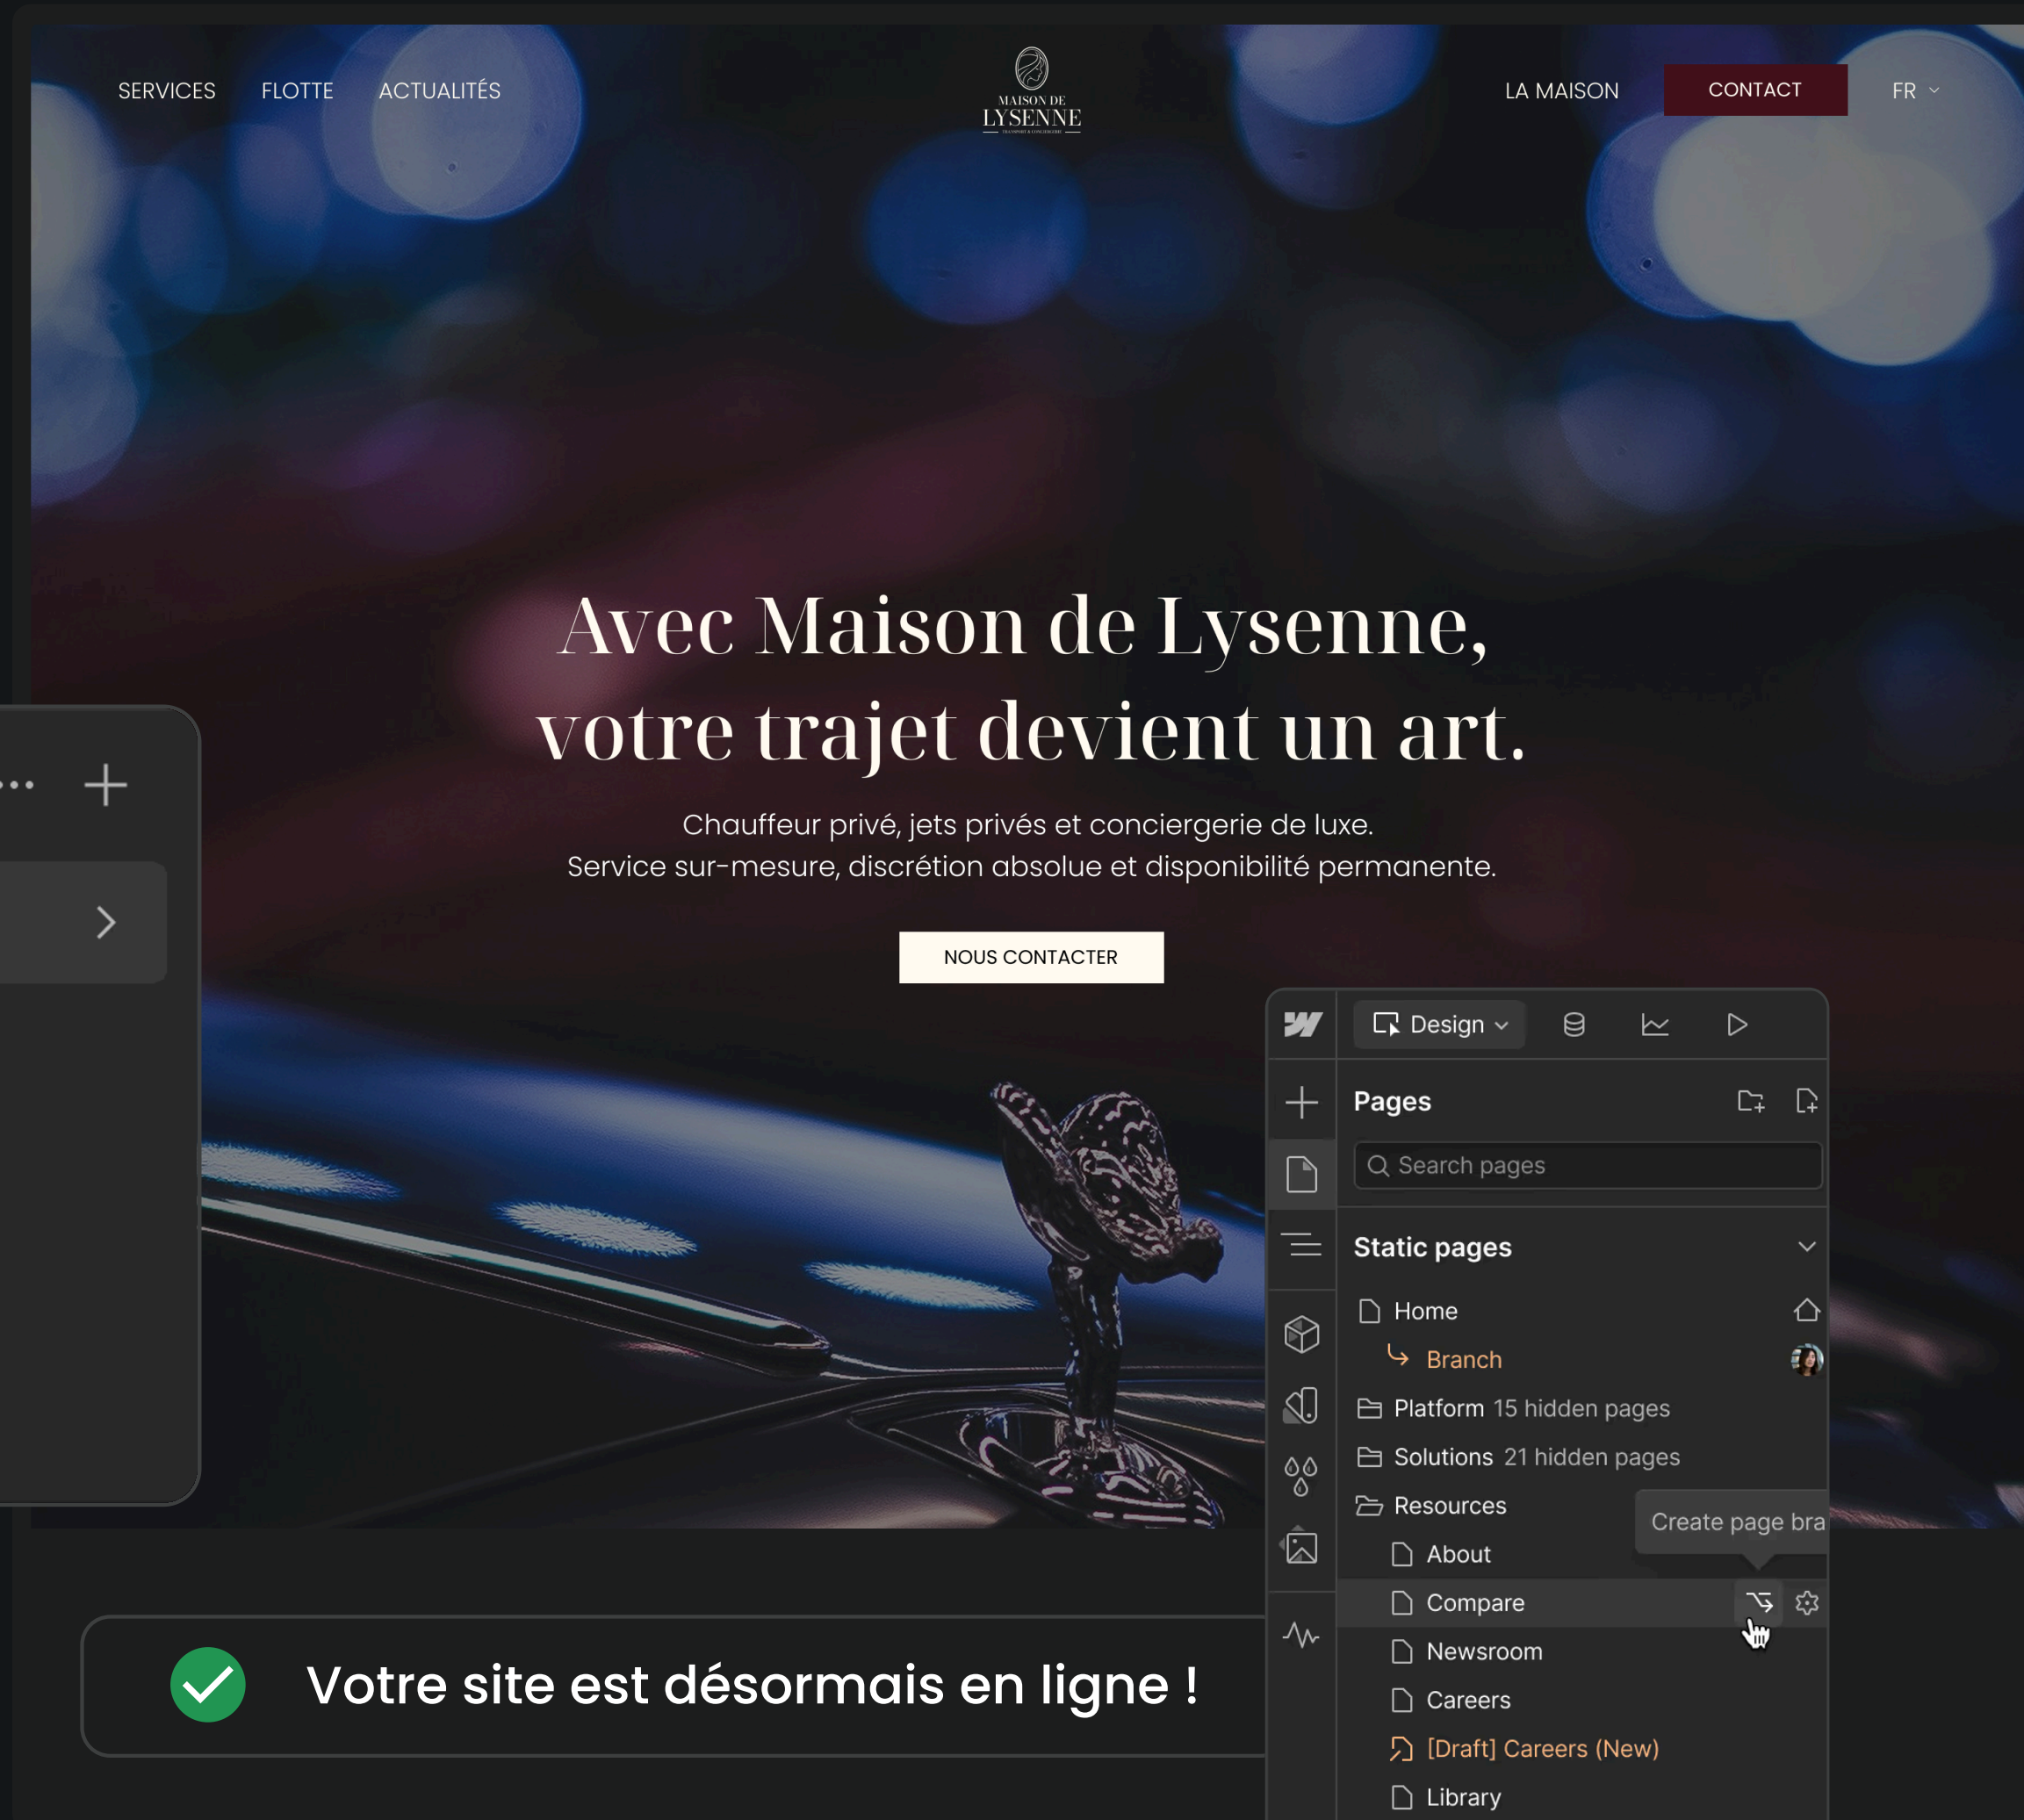 SERVICES
FLOTTE
ACTUALITÉS
MAISON DE
LYSENNE
TRANSPORT & CONCIERGERIE
LA MAISON
CONTACT
FR
Avec Maison de Lysenne,
votre trajet devient un art.
Chauffeur privé, jets privés et conciergerie de luxe.
Service sur-mesure, discrétion absolue et disponibilité permanente.
NOUS CONTACTER
Design
Pages
Search pages
Static pages
Home
Branch
Platform 15 hidden pages
Solutions 21 hidden pages
Resources
Create page bra
About
Compare
Newsroom
Careers
[Draft] Careers (New)
Library
Votre site est désormais en ligne !